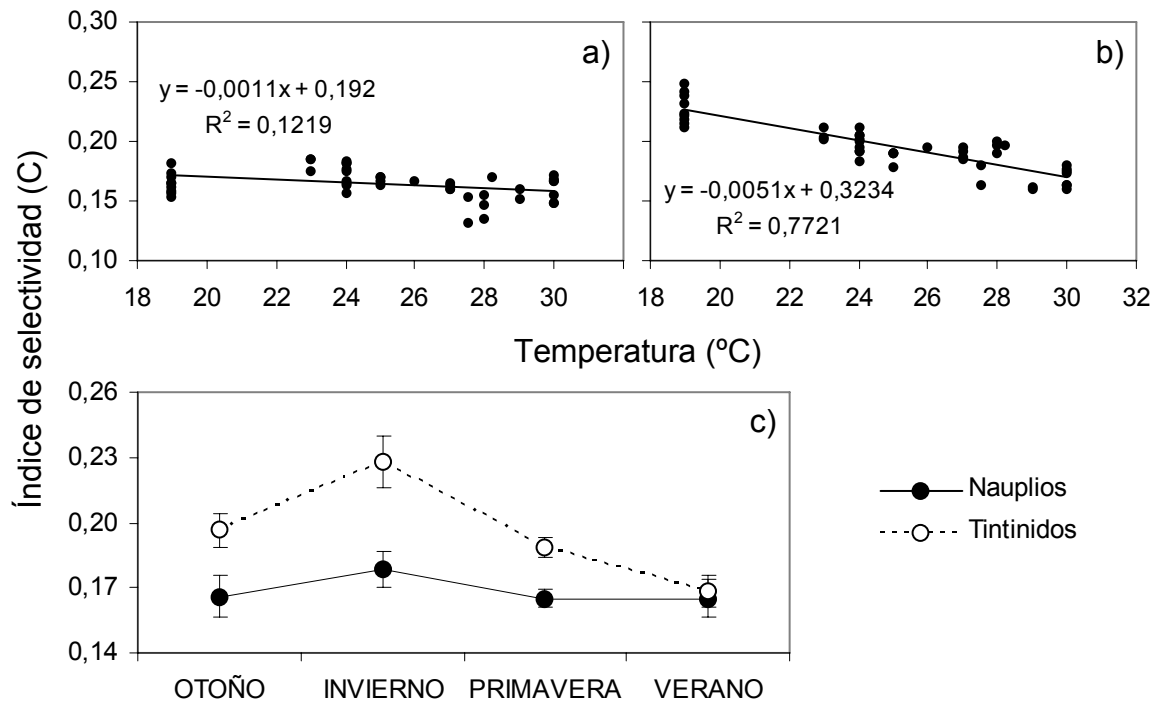 Índice de selectividad (C)
0,30
0,25
0,20
0,15
0,10
a)
y = -0,0011x + 0,192
R² = 0,1219
18 20 22 24 26 28 30
b)
y = -0,0051x + 0,3234
R² = 0,7721
18 20 22 24 26 28 30 32
Temperatura (ºC)
0,26
0,23
0,20
0,17
0,14
c)
OTOÑO INVIERNO PRIMAVERA VERANO
Nauplios
Tintinidos